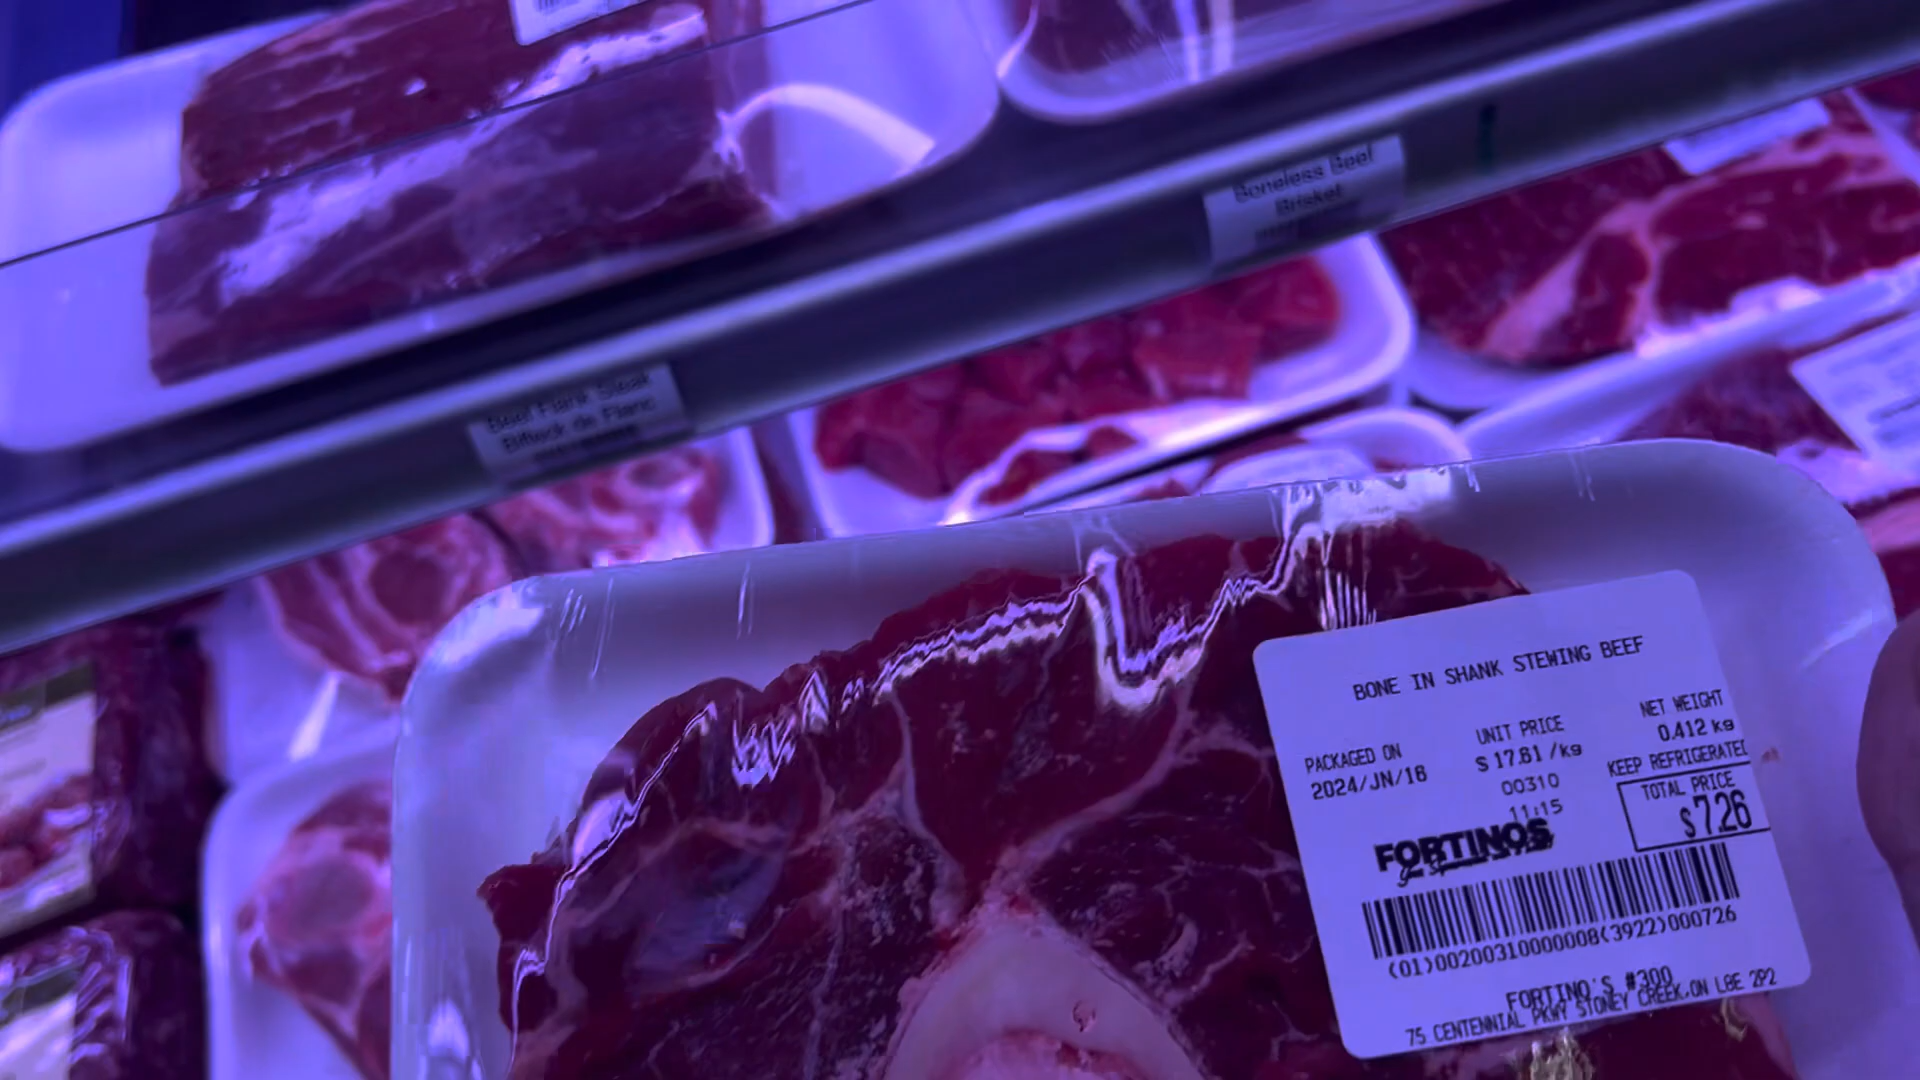 Boneless Beef
Brisket
Beef Flank Steak
Bifteck de Flanc
BONE IN SHANK STEWING BEEF
PACKAGED ON
2024/JN/16
UNIT PRICE
$ 17.61 /kg
00310
11:15
NET WEIGHT
0.412 kg
KEEP REFRIGERATED
TOTAL PRICE
$7.26
FORTINOS
(01)00200310000008(3922)000726
FORTINO'S #300
75 CENTENNIAL PKWY STONEY CREEK,ON L8E 2P2